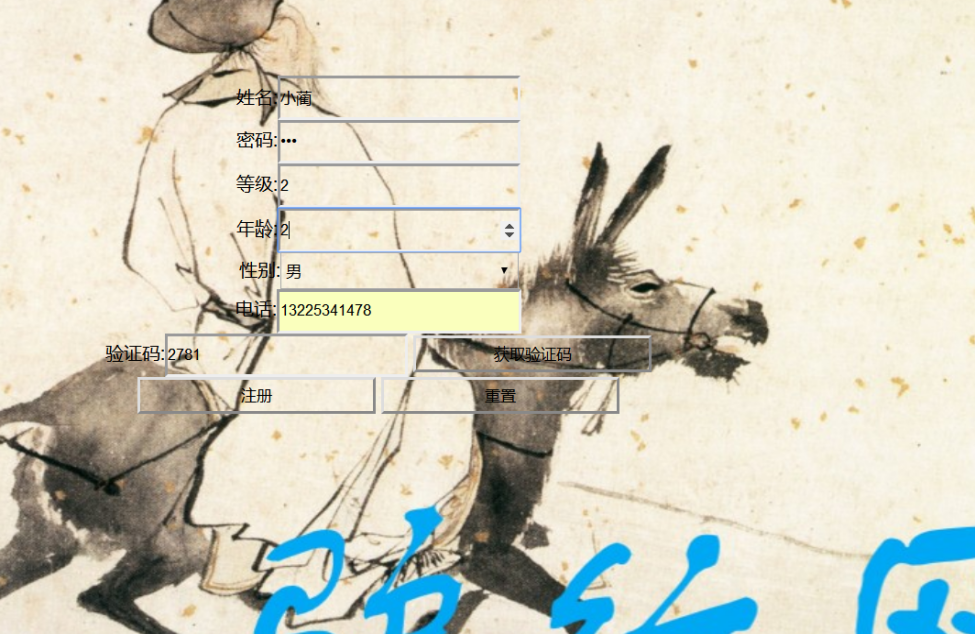 姓名:小蔺
密码:•••
等级:2
年龄:2
性别: 男
电话:13225341478
验证码:2781 获取验证码
注册 重置